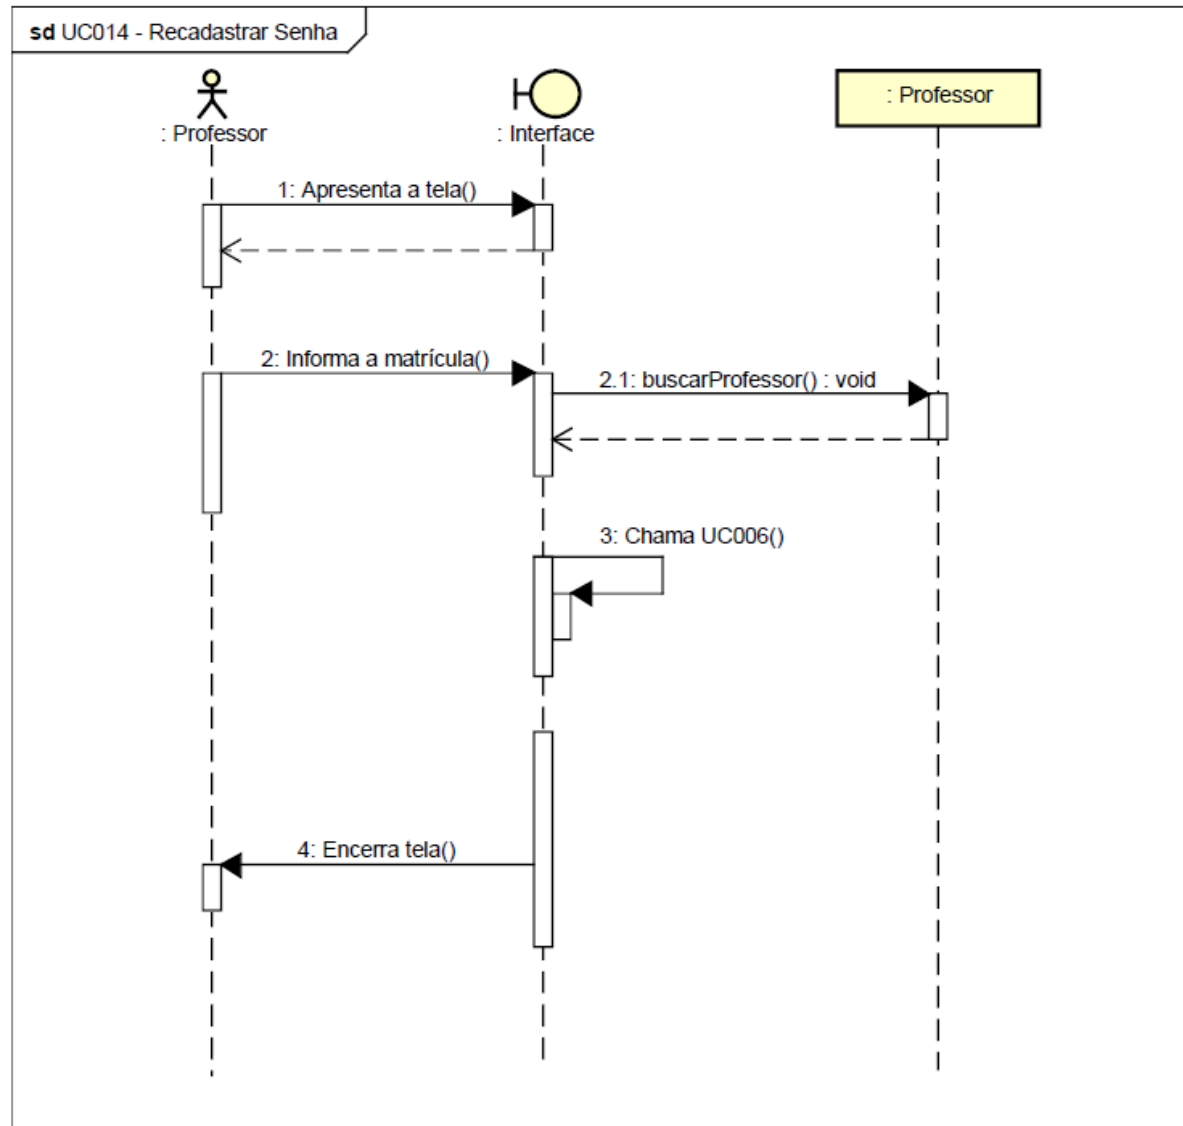 sd UC014 - Recadastrar Senha
: Professor
: Interface
: Professor
1: Apresenta a tela()
2: Informa a matrícula()
2.1: buscarProfessor() : void
3: Chama UC006()
4: Encerra tela()